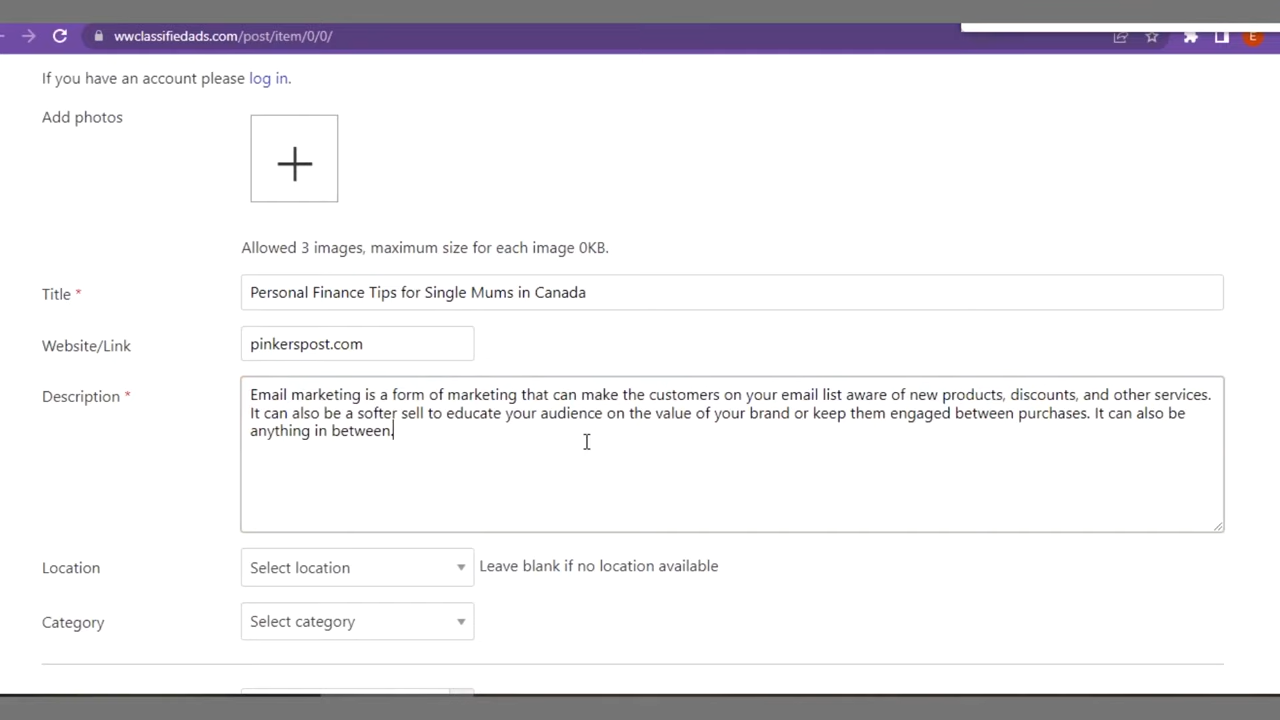 wwclassifiedads.com/post/item/0/0/
E
If you have an account please log in.
Add photos
Allowed 3 images, maximum size for each image 0KB.
Title *
Personal Finance Tips for Single Mums in Canada
Website/Link
pinkerspost.com
Description *
Email marketing is a form of marketing that can make the customers on your email list aware of new products, discounts, and other services.
It can also be a softer sell to educate your audience on the value of your brand or keep them engaged between purchases. It can also be
anything in between.
Location
Select location
Leave blank if no location available
Category
Select category